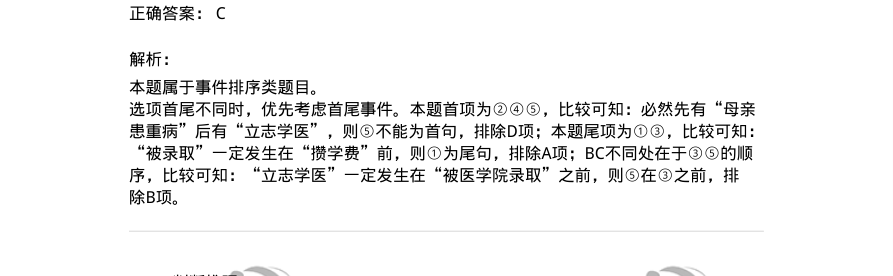 正确答案： C
解析：
本题属于事件排序类题目。
选项首尾不同时，优先考虑首尾事件。本题首项为②④⑤，比较可知：必然先有“母亲
患重病”后有“立志学医”，则⑤不能为首句，排除D项；本题尾项为①③，比较可知：
“被录取”一定发生在“攒学费”前，则①为尾句，排除A项；BC不同处在于③⑤的顺
序，比较可知：“立志学医”一定发生在“被医学院录取”之前，则⑤在③之前，排
除B项。